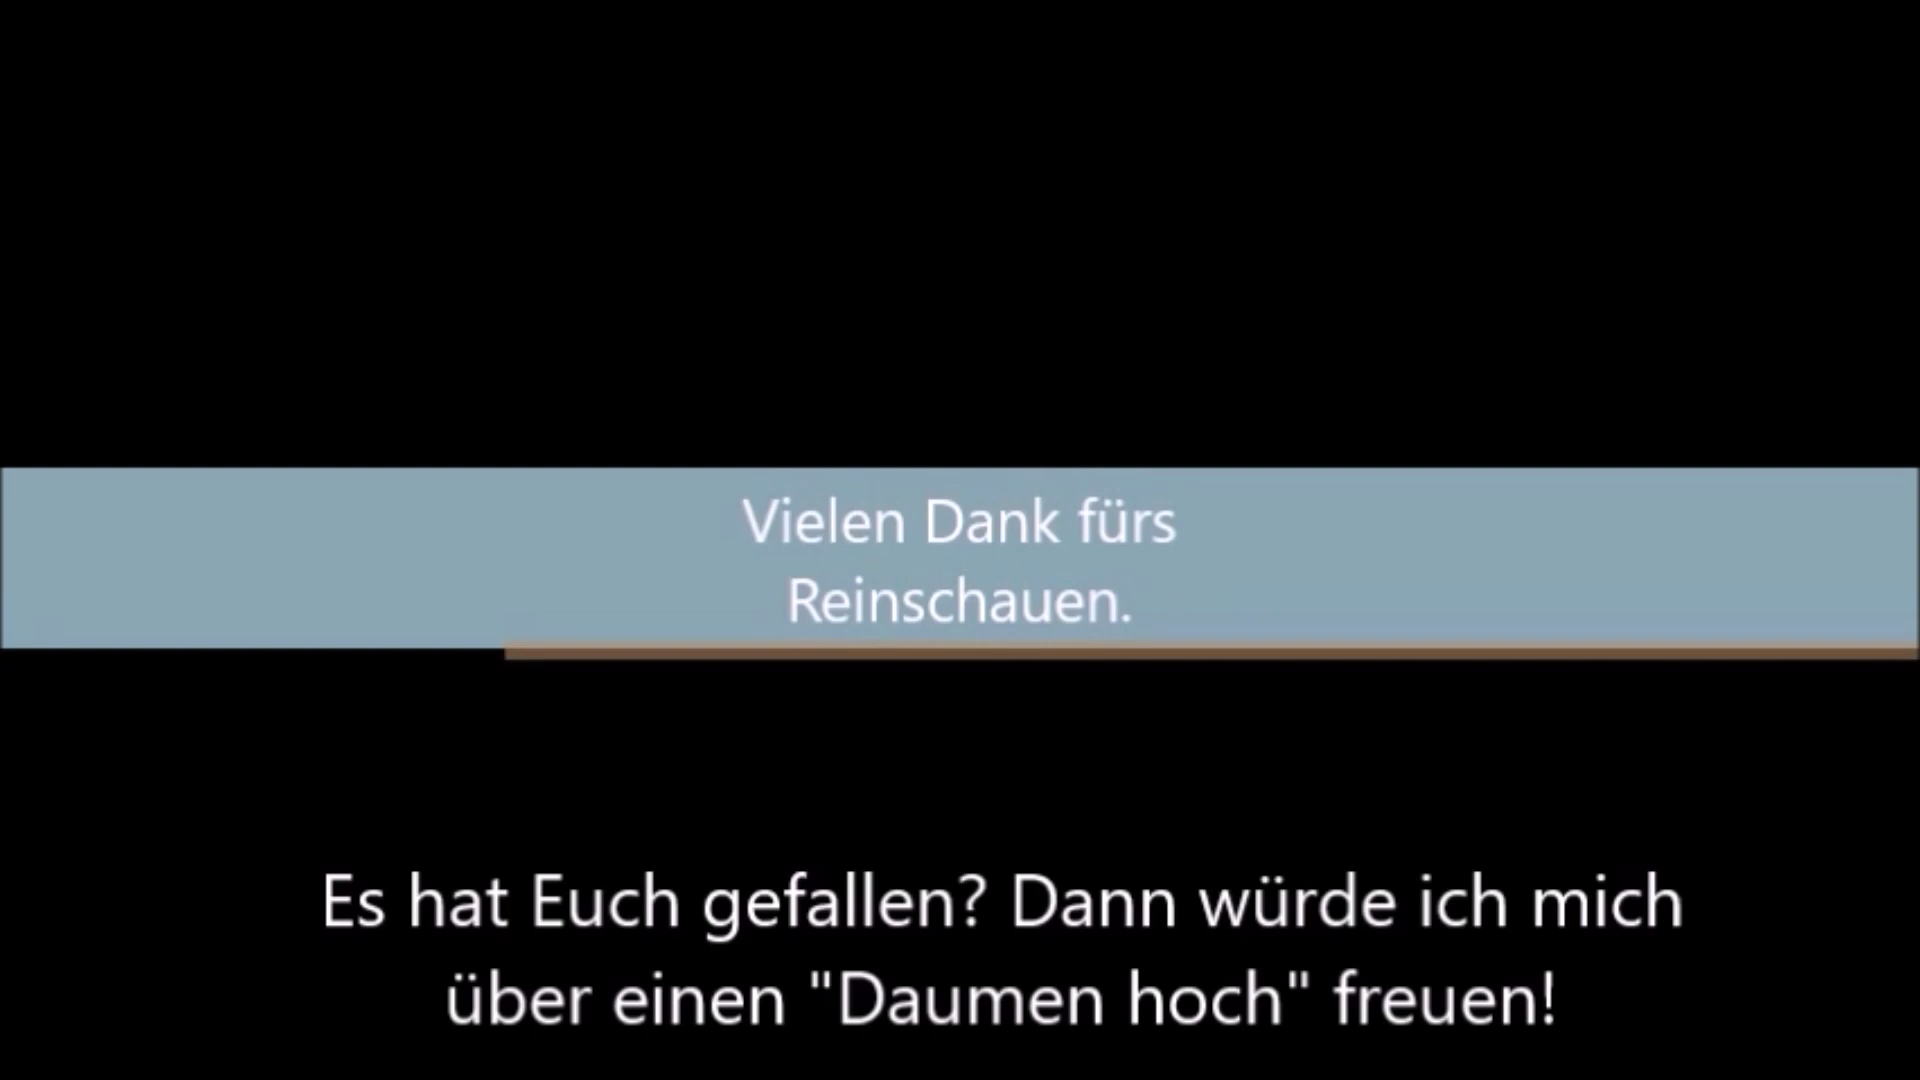 Vielen Dank fürs
Reinschauen.
Es hat Euch gefallen? Dann würde ich mich
über einen "Daumen hoch" freuen!